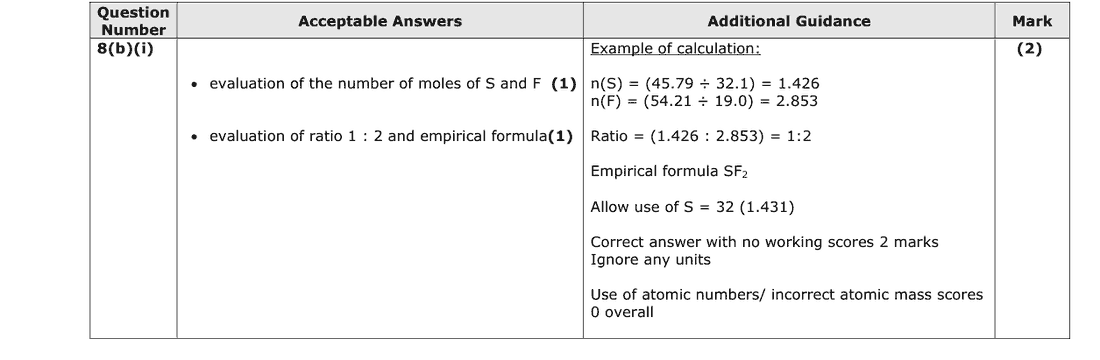 Question Number
Acceptable Answers
Additional Guidance
Mark
8(b)(i)
• evaluation of the number of moles of S and F (1)
• evaluation of ratio 1 : 2 and empirical formula(1)
Example of calculation:
n(S) = (45.79 ÷ 32.1) = 1.426
n(F) = (54.21 ÷ 19.0) = 2.853
Ratio = (1.426 : 2.853) = 1:2
Empirical formula SF₂
Allow use of S = 32 (1.431)
Correct answer with no working scores 2 marks
Ignore any units
Use of atomic numbers/ incorrect atomic mass scores
0 overall
(2)